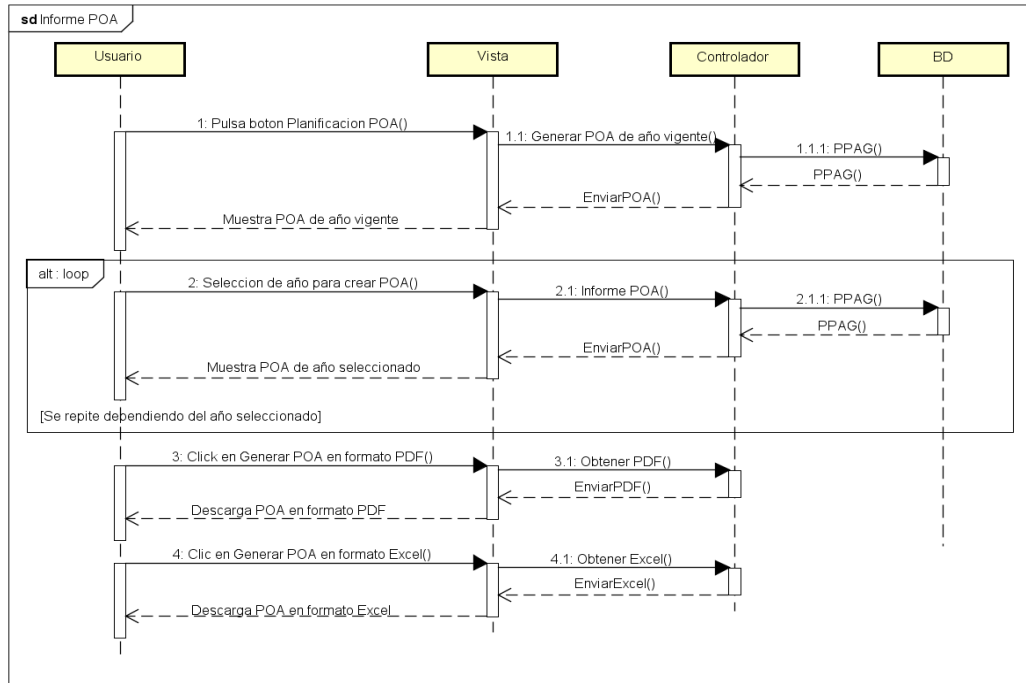 sd Informe POA
Usuario
Vista
Controlador
BD
1: Pulsa boton Planificacion POA()
1.1: Generar POA de año vigente()
1.1.1: PPAG()
PPAG()
EnviarPOA()
Muestra POA de año vigente
alt : loop
2: Seleccion de año para crear POA()
2.1: Informe POA()
2.1.1: PPAG()
PPAG()
EnviarPOA()
Muestra POA de año seleccionado
[Se repite dependiendo del año seleccionado]
3: Click en Generar POA en formato PDF()
3.1: Obtener PDF()
EnviarPDF()
Descarga POA en formato PDF
4: Clic en Generar POA en formato Excel()
4.1: Obtener Excel()
EnviarExcel()
Descarga POA en formato Excel